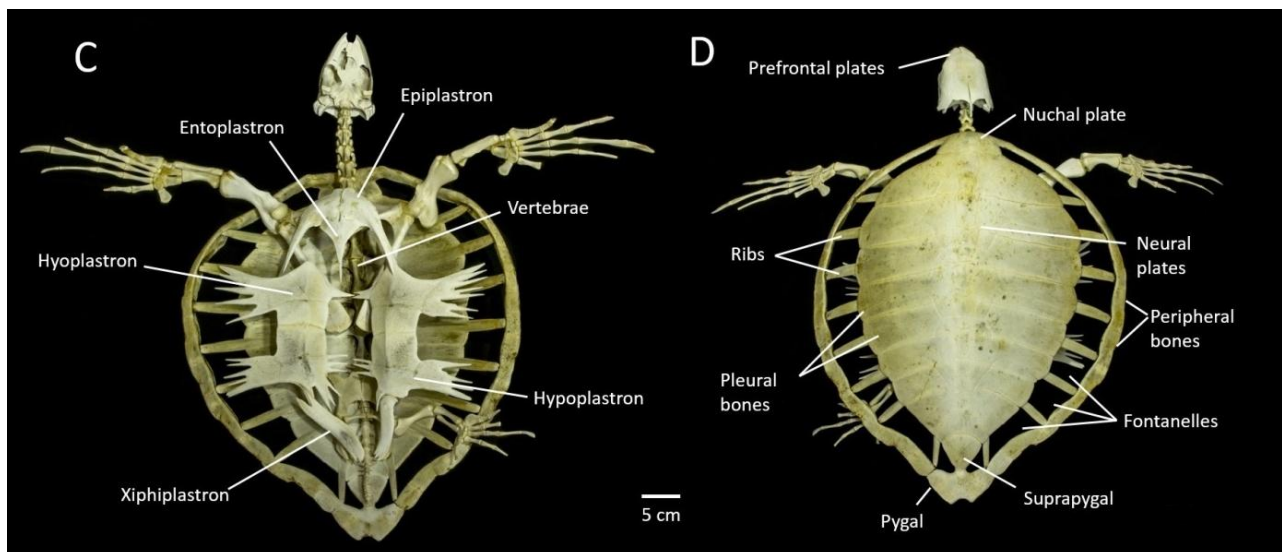 C
Epiplastron
Entoplastron
Vertebrae
Hyoplastron
Hypoplastron
Xiphiplastron
5 cm
D
Prefrontal plates
Nuchal plate
Ribs
Neural
plates
Peripheral
bones
Pleural
bones
Fontanelles
Suprapygal
Pygal